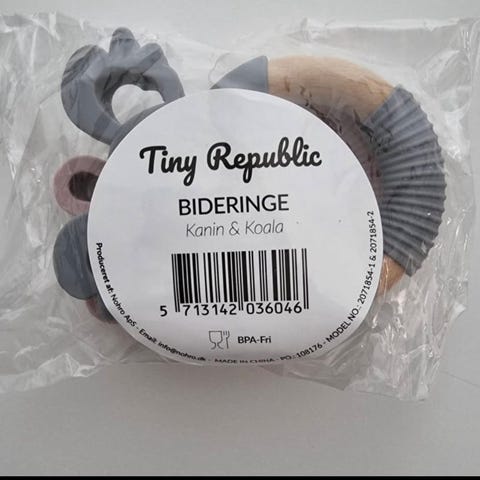 Tiny Republic
BIDERINGE
Kanin & Koala
5 713142 036046
BPA-Fri
Produceret af: Nohro ApS - Email: info@nohro.dk - MADE IN CHINA - PO.:108176 - MODEL NO.: 2071854-1 & 2071854-2